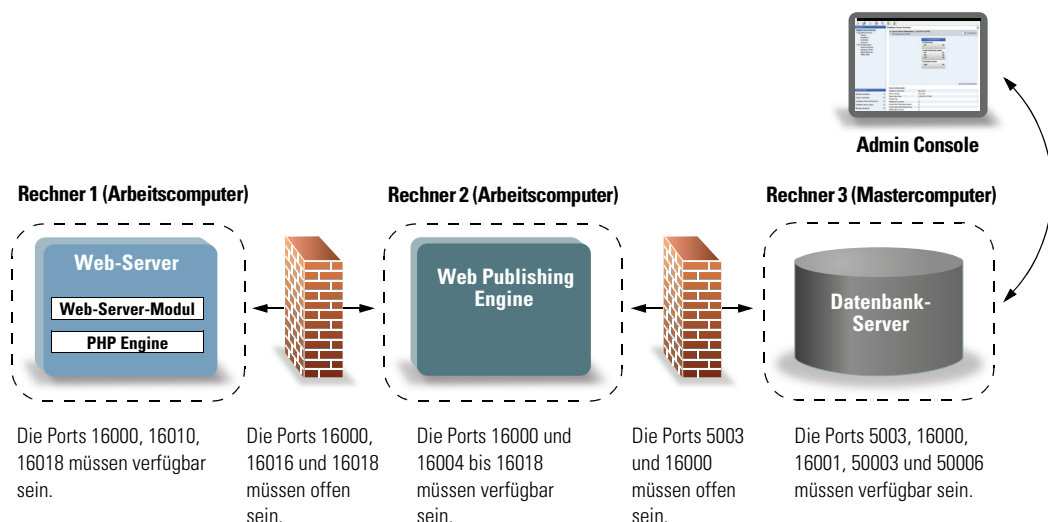 Admin Console
Rechner 1 (Arbeitscomputer)
Rechner 2 (Arbeitscomputer)
Rechner 3 (Mastercomputer)
Web-Server
Web-Server-Modul
PHP Engine
Web Publishing
Engine
Datenbank-
Server
Die Ports 16000, 16010,
16018 müssen verfügbar
sein.
Die Ports 16000,
16016 und 16018
müssen offen
sein.
Die Ports 16000 und
16004 bis 16018
müssen verfügbar
sein.
Die Ports 5003
und 16000
müssen offen
sein.
Die Ports 5003, 16000,
16001, 50003 und 50006
müssen verfügbar sein.